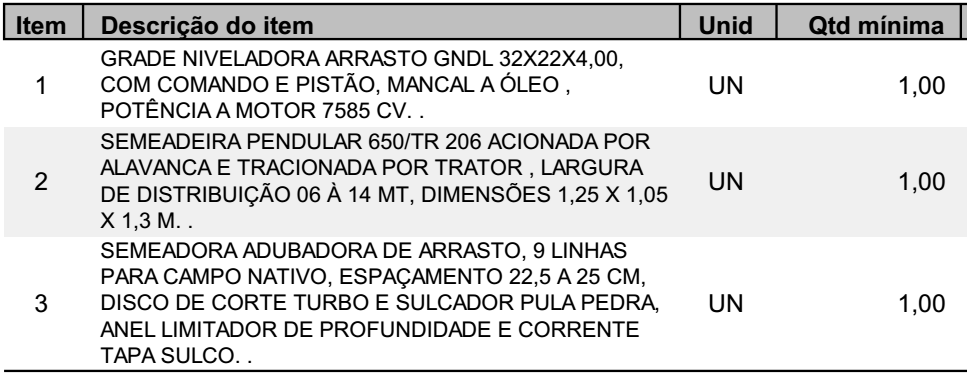 Item Descrição do item Unid Qtd mínima
GRADE NIVELADORA ARRASTO GNDL 32X22X4,00,
1 COM COMANDO E PISTÃO, MANCAL A ÓLEO , UN 1,00
POTÊNCIA A MOTOR 7585 CV. .
SEMEADEIRA PENDULAR 650/TR 206 ACIONADA POR
ALAVANCA E TRACIONADA POR TRATOR , LARGURA
2 DE DISTRIBUIÇÃO 06 À 14 MT, DIMENSÕES 1,25 X 1,05 UN 1,00
X 1,3 M. .
SEMEADORA ADUBADORA DE ARRASTO, 9 LINHAS
PARA CAMPO NATIVO, ESPAÇAMENTO 22,5 A 25 CM,
3 DISCO DE CORTE TURBO E SULCADOR PULA PEDRA, UN 1,00
ANEL LIMITADOR DE PROFUNDIDADE E CORRENTE
TAPA SULCO. .